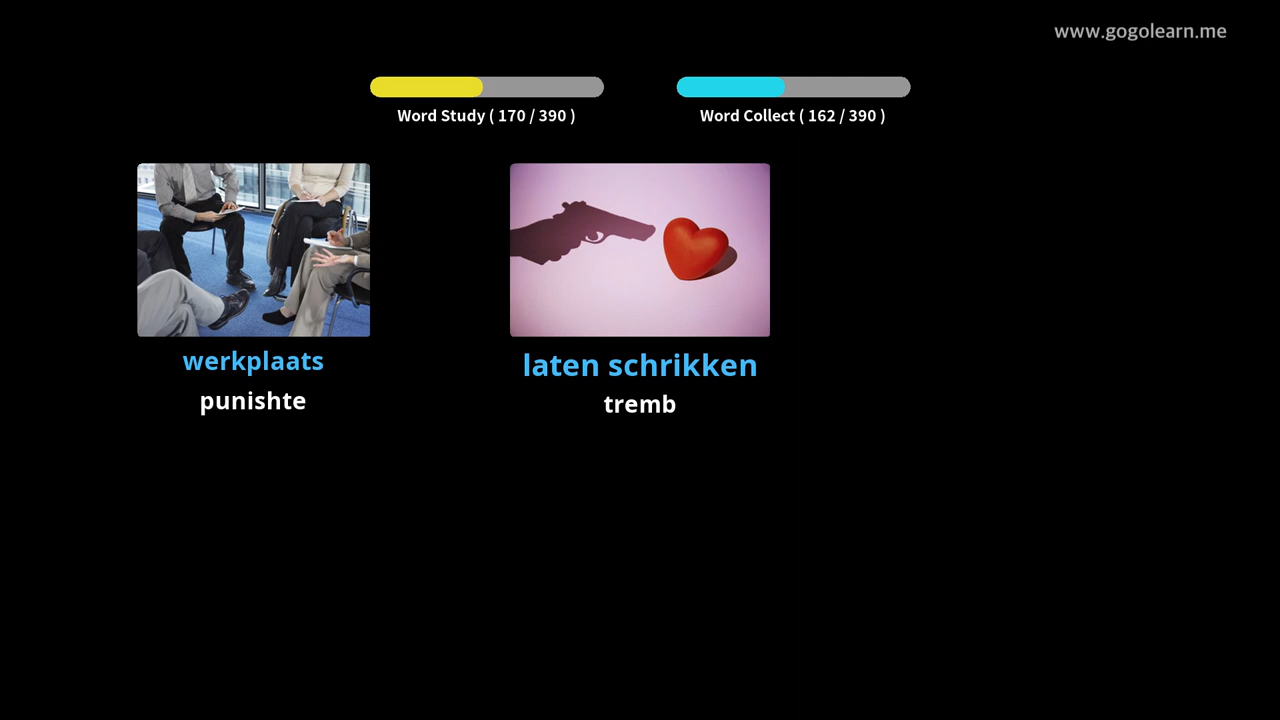 www.gogolearn.me
Word Study ( 170 / 390 )
Word Collect ( 162 / 390 )
werkplaats
punishte
laten schrikken
tremb